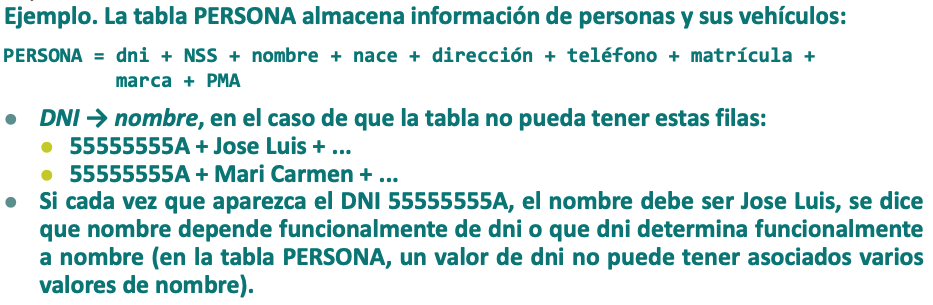 Ejemplo. La tabla PERSONA almacena información de personas y sus vehículos:
PERSONA = dni + NSS + nombre + nace + dirección + teléfono + matrícula +
marca + PMA
● DNI → nombre, en el caso de que la tabla no pueda tener estas filas:
● 55555555A + Jose Luis + ...
● 55555555A + Mari Carmen + ...
● Si cada vez que aparezca el DNI 55555555A, el nombre debe ser Jose Luis, se dice
que nombre depende funcionalmente de dni o que dni determina funcionalmente
a nombre (en la tabla PERSONA, un valor de dni no puede tener asociados varios
valores de nombre).